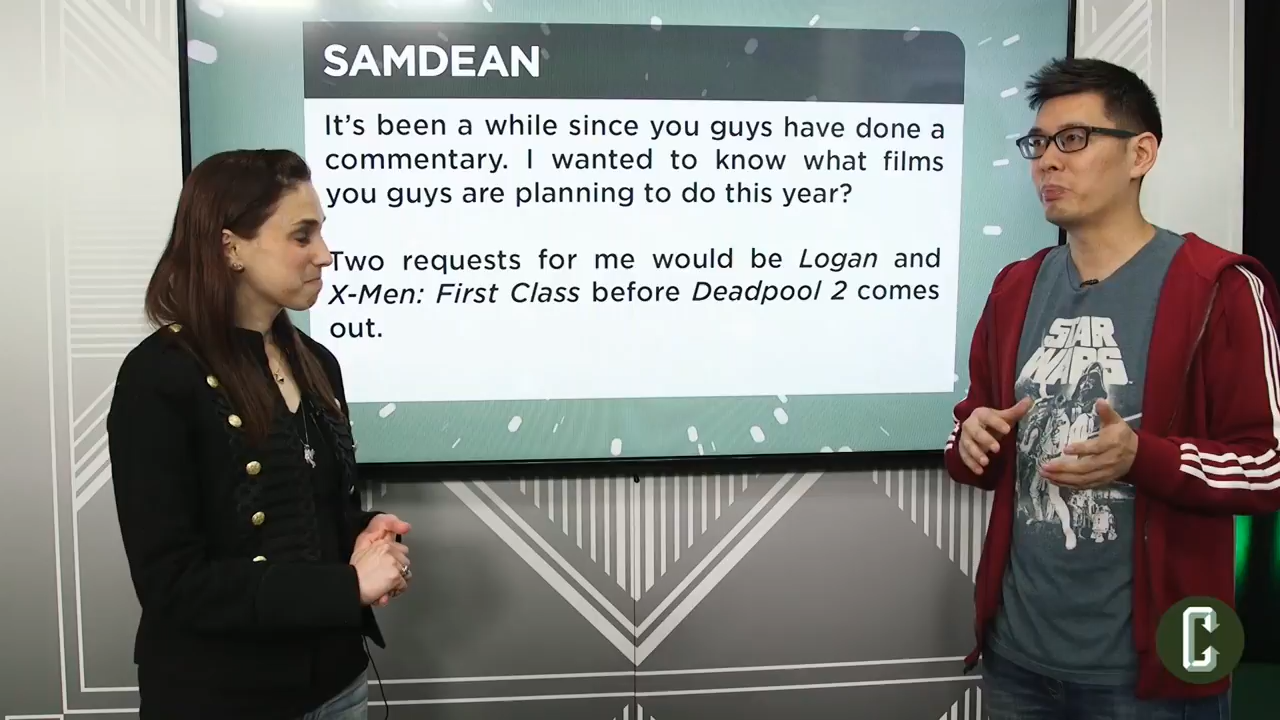 SAMDEAN
It's been a while since you guys have done a
commentary. I wanted to know what films
you guys are planning to do this year?
Two requests for me would be Logan and
X-Men: First Class before Deadpool 2 comes
out.
STAR
WARS